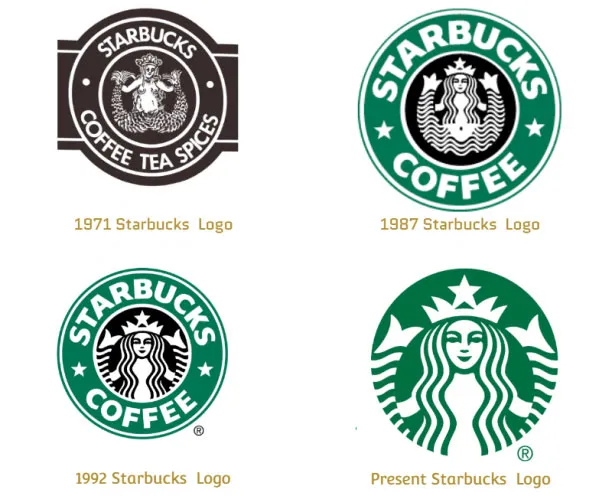 STARBUCKS
COFFEE TEA SPICES
1971 Starbucks Logo
STARBUCKS
COFFEE
1987 Starbucks Logo
STARBUCKS
COFFEE
®
1992 Starbucks Logo
®
Present Starbucks Logo